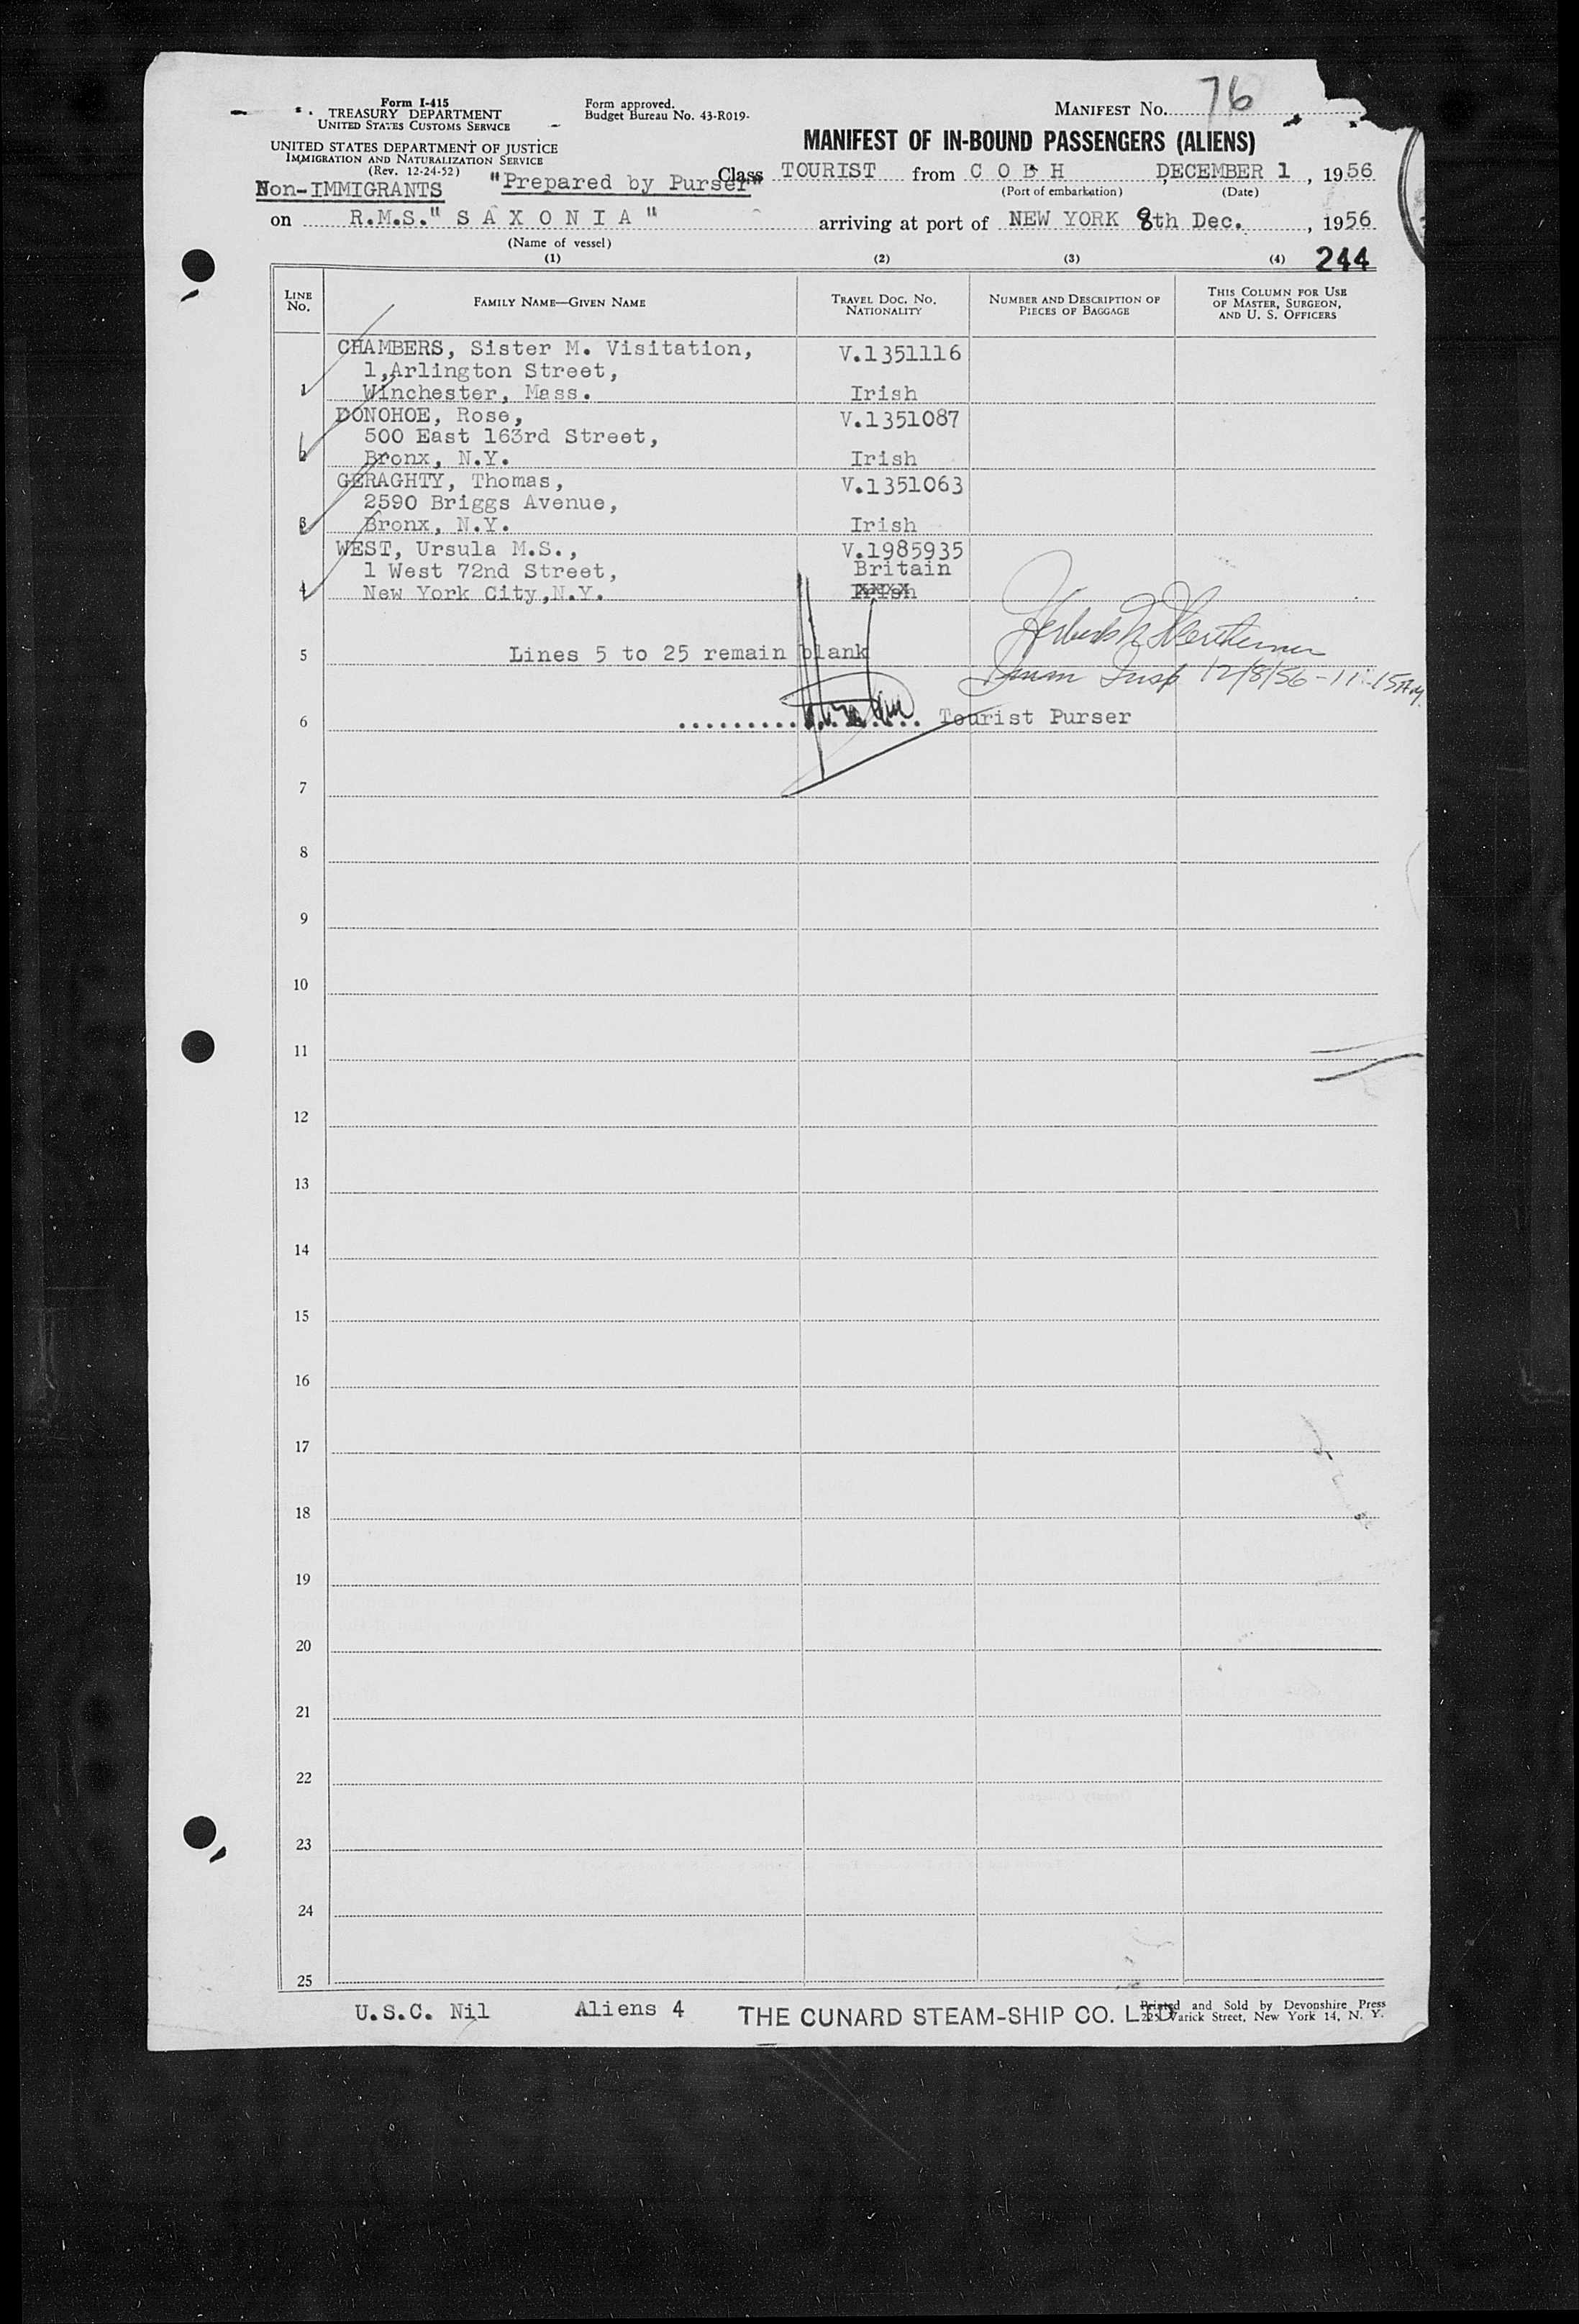 Form I-415
TREASURY DEPARTMENT
UNITED STATES CUSTOMS SERVICE
UNITED STATES DEPARTMENT OF JUSTICE
IMMIGRATION AND NATURALIZATION SERVICE
(Rev. 12-24-52)
Form approved.
Budget Bureau No. 43-R019-
MANIFEST NO. 76
MANIFEST OF IN-BOUND PASSENGERS (ALIENS)
Non-IMMIGRANTS "Prepared by Purser" Class TOURIST from C O B H DECEMBER 1, 1956
(Port of embarkation) (Date)
on R.M.S." S A X O N I A " arriving at port of NEW YORK 8th Dec., 1956
(Name of vessel)
(1) (2) (3) (4) 244
LINE NO. FAMILY NAME—GIVEN NAME TRAVEL DOC. NO. NATIONALITY NUMBER AND DESCRIPTION OF PIECES OF BAGGAGE THIS COLUMN FOR USE OF MASTER, SURGEON, AND U. S. OFFICERS
CHAMBERS, Sister M. Visitation, V.1351116
1,Arlington Street,
1 Winchester, Mass. Irish
DONOHOE, Rose, V.1351087
500 East 163rd Street,
2 Bronx, N.Y. Irish
GERAGHTY, Thomas, V.1351063
2590 Briggs Avenue,
3 Bronx, N.Y. Irish
WEST, Ursula M.S., V.1985935
1 West 72nd Street, Britain
4 New York City,N.Y. Irish
5 Lines 5 to 25 remain blank
Immn Insp 12/8/56 - 11:15 AM
6 Tourist Purser
7
8
9
10
11
12
13
14
15
16
17
18
19
20
21
22
23
24
25
U.S.C. Nil Aliens 4 THE CUNARD STEAM-SHIP CO. LTD
Printed and Sold by Devonshire Press
225 Varick Street, New York 14, N. Y.